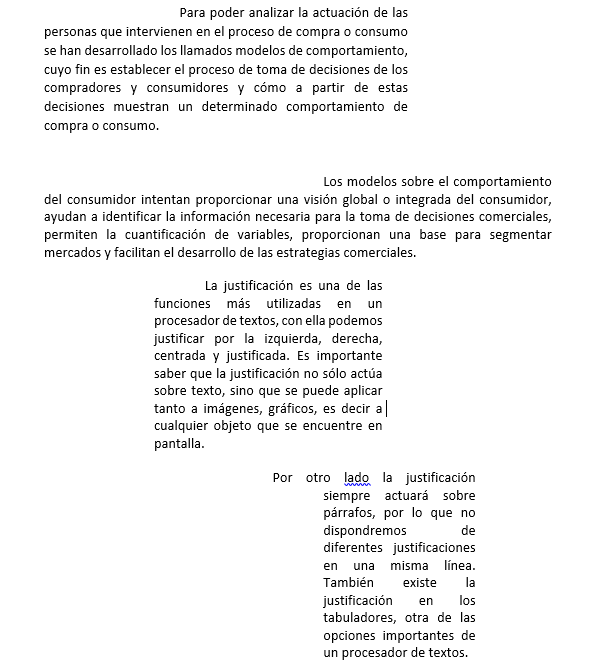 Para poder analizar la actuación de las
personas que intervienen en el proceso de compra o consumo
se han desarrollado los llamados modelos de comportamiento,
cuyo fin es establecer el proceso de toma de decisiones de los
compradores y consumidores y cómo a partir de estas
decisiones muestran un determinado comportamiento de
compra o consumo.
Los modelos sobre el comportamiento
del consumidor intentan proporcionar una visión global o integrada del consumidor,
ayudan a identificar la información necesaria para la toma de decisiones comerciales,
permiten la cuantificación de variables, proporcionan una base para segmentar
mercados y facilitan el desarrollo de las estrategias comerciales.
La justificación es una de las
funciones más utilizadas en un
procesador de textos, con ella podemos
justificar por la izquierda, derecha,
centrada y justificada. Es importante
saber que la justificación no sólo actúa
sobre texto, sino que se puede aplicar
tanto a imágenes, gráficos, es decir a
cualquier objeto que se encuentre en
pantalla.
Por otro lado la justificación
siempre actuará sobre
párrafos, por lo que no
dispondremos de
diferentes justificaciones
en una misma línea.
También existe la
justificación en los
tabuladores, otra de las
opciones importantes de
un procesador de textos.